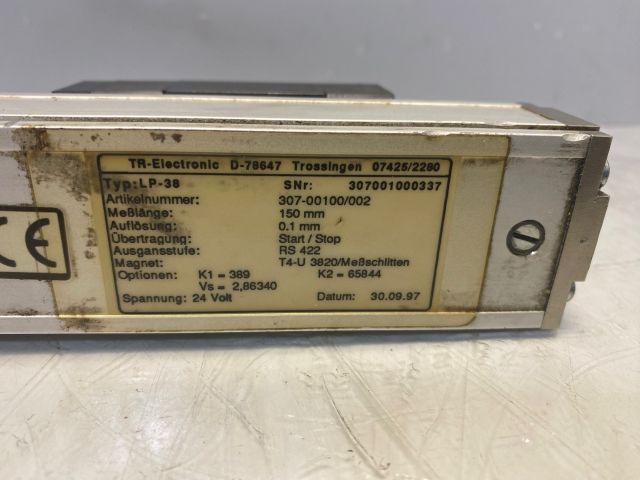 TR-Electronic D-78647 Trossingen 07425/2280
Typ: LP-38 SNr: 307001000337
Artikelnummer: 307-00100/002
Meßlänge: 150 mm
Auflösung: 0.1 mm
Übertragung: Start / Stop
Ausgansstufe: RS 422
Magnet: T4-U 3820/Meßschlitten
Optionen: K1 = 389 K2 = 65844
Vs = 2,86340
Spannung: 24 Volt Datum: 30.09.97
CE